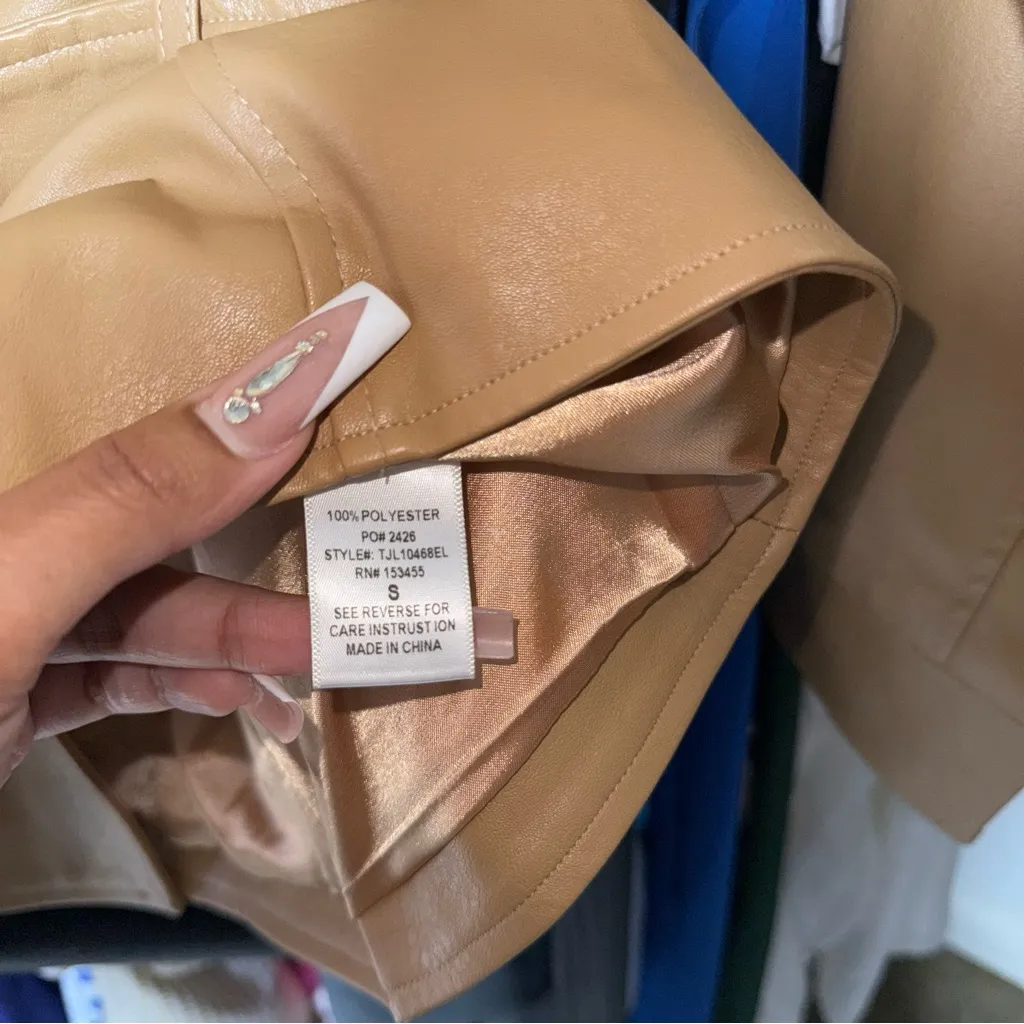 100% POLYESTER
PO# 2426
STYLE#: TJL10468EL
RN# 153455
S
SEE REVERSE FOR
CARE INSTRUSTION
MADE IN CHINA